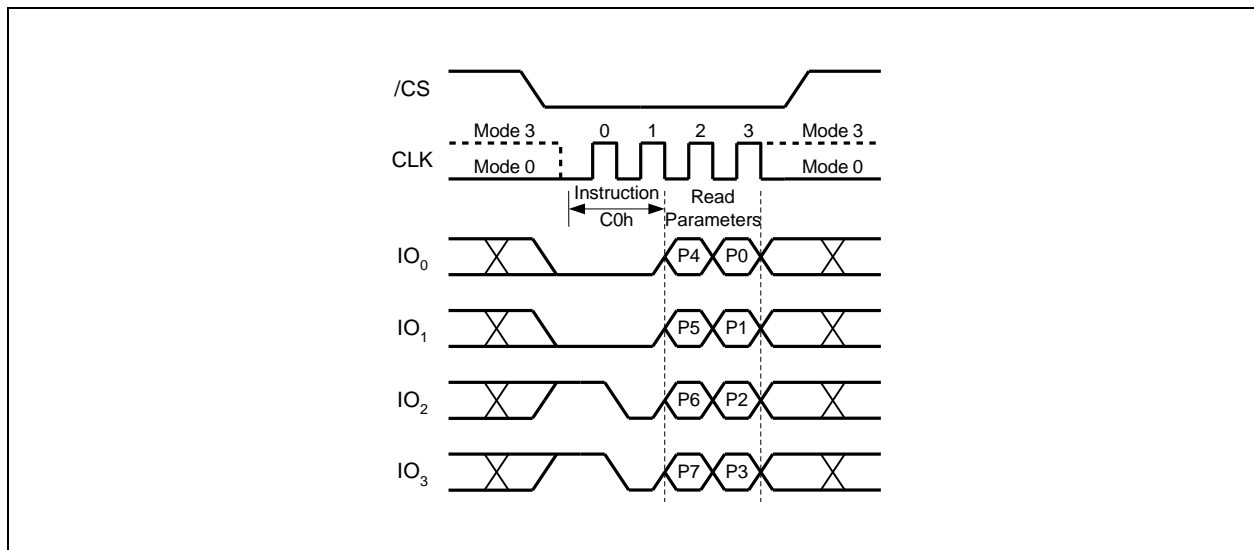 /CS
Mode 3 0 1 2 3 Mode 3
CLK
Mode 0 Mode 0
Instruction Read
C0h Parameters
IO0 P4 P0
IO1 P5 P1
IO2 P6 P2
IO3 P7 P3